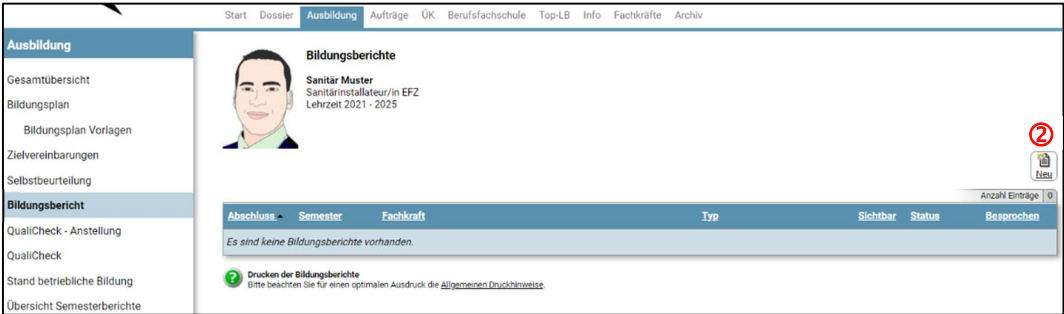 Start Dossier Ausbildung Aufträge ÜK Berufsfachschule Top-LB Info Fachkräfte Archiv
Ausbildung
Gesamtübersicht
Bildungsplan
Bildungsplan Vorlagen
Zielvereinbarungen
Selbstbeurteilung
Bildungsbericht
QualiCheck - Anstellung
QualiCheck
Stand betriebliche Bildung
Übersicht Semesterberichte
Bildungsberichte
Sanitär Muster
Sanitärinstallateur/in EFZ
Lehrzeit 2021 - 2025
②
Neu
Anzahl Einträge 0
Abschluss Semester Fachkraft Typ Sichtbar Status Besprochen
Es sind keine Bildungsberichte vorhanden.
?
Drucken der Bildungsberichte
Bitte beachten Sie für einen optimalen Ausdruck die Allgemeinen Druckhinweise.